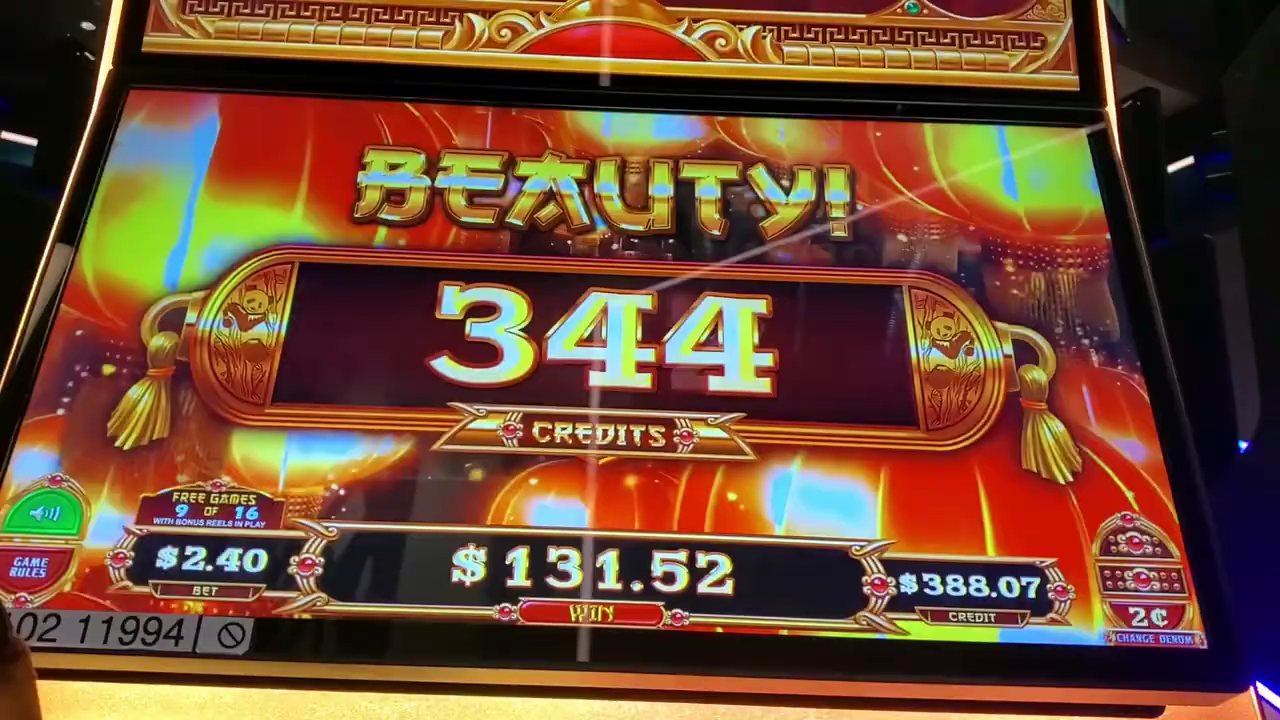 BEAUTY!
344
CREDITS
FREE GAMES
9 OF 16
WITH BONUS REELS IN PLAY
$2.40
BET
$131.52
WIN
$388.07
CREDIT
GAME
RULES
2¢
CHANGE DENOM
02 11994